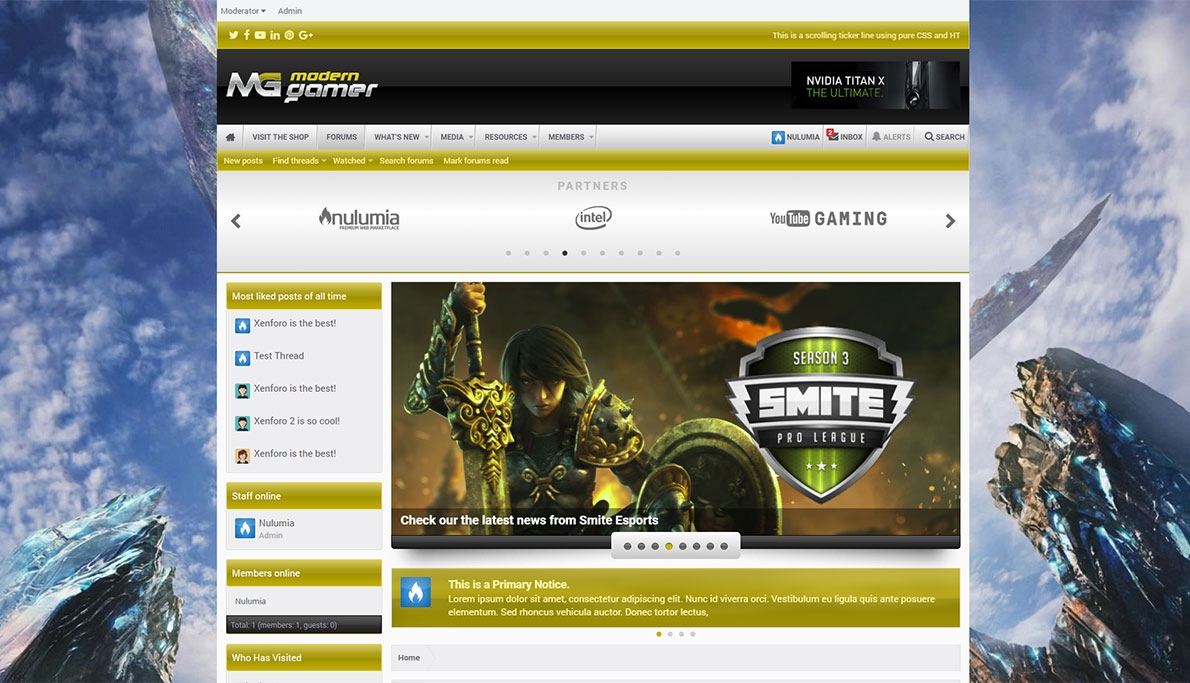 Moderator Admin
This is a scrolling ticker line using pure CSS and HT
MG modern gamer
NVIDIA TITAN X
THE ULTIMATE.
VISIT THE SHOP FORUMS WHAT'S NEW MEDIA RESOURCES MEMBERS NULUMIA 2 INBOX ALERTS SEARCH
New posts Find threads Watched Search forums Mark forums read
PARTNERS
nulumia intel YouTube GAMING
PREMIUM WEB MARKETPLACE
Most liked posts of all time
Xenforo is the best!
Test Thread
Xenforo is the best!
Xenforo 2 is so cool!
Xenforo is the best!
Staff online
Nulumia
Admin
Members online
Nulumia
Total: 1 (members: 1, guests: 0)
Who Has Visited
SEASON 3
SMITE
PRO LEAGUE
Check our the latest news from Smite Esports
This is a Primary Notice.
Lorem ipsum dolor sit amet, consectetur adipiscing elit. Nunc id viverra orci. Vestibulum eu ligula quis ante posuere
elementum. Sed rhoncus vehicula auctor. Donec tortor lectus,
Home